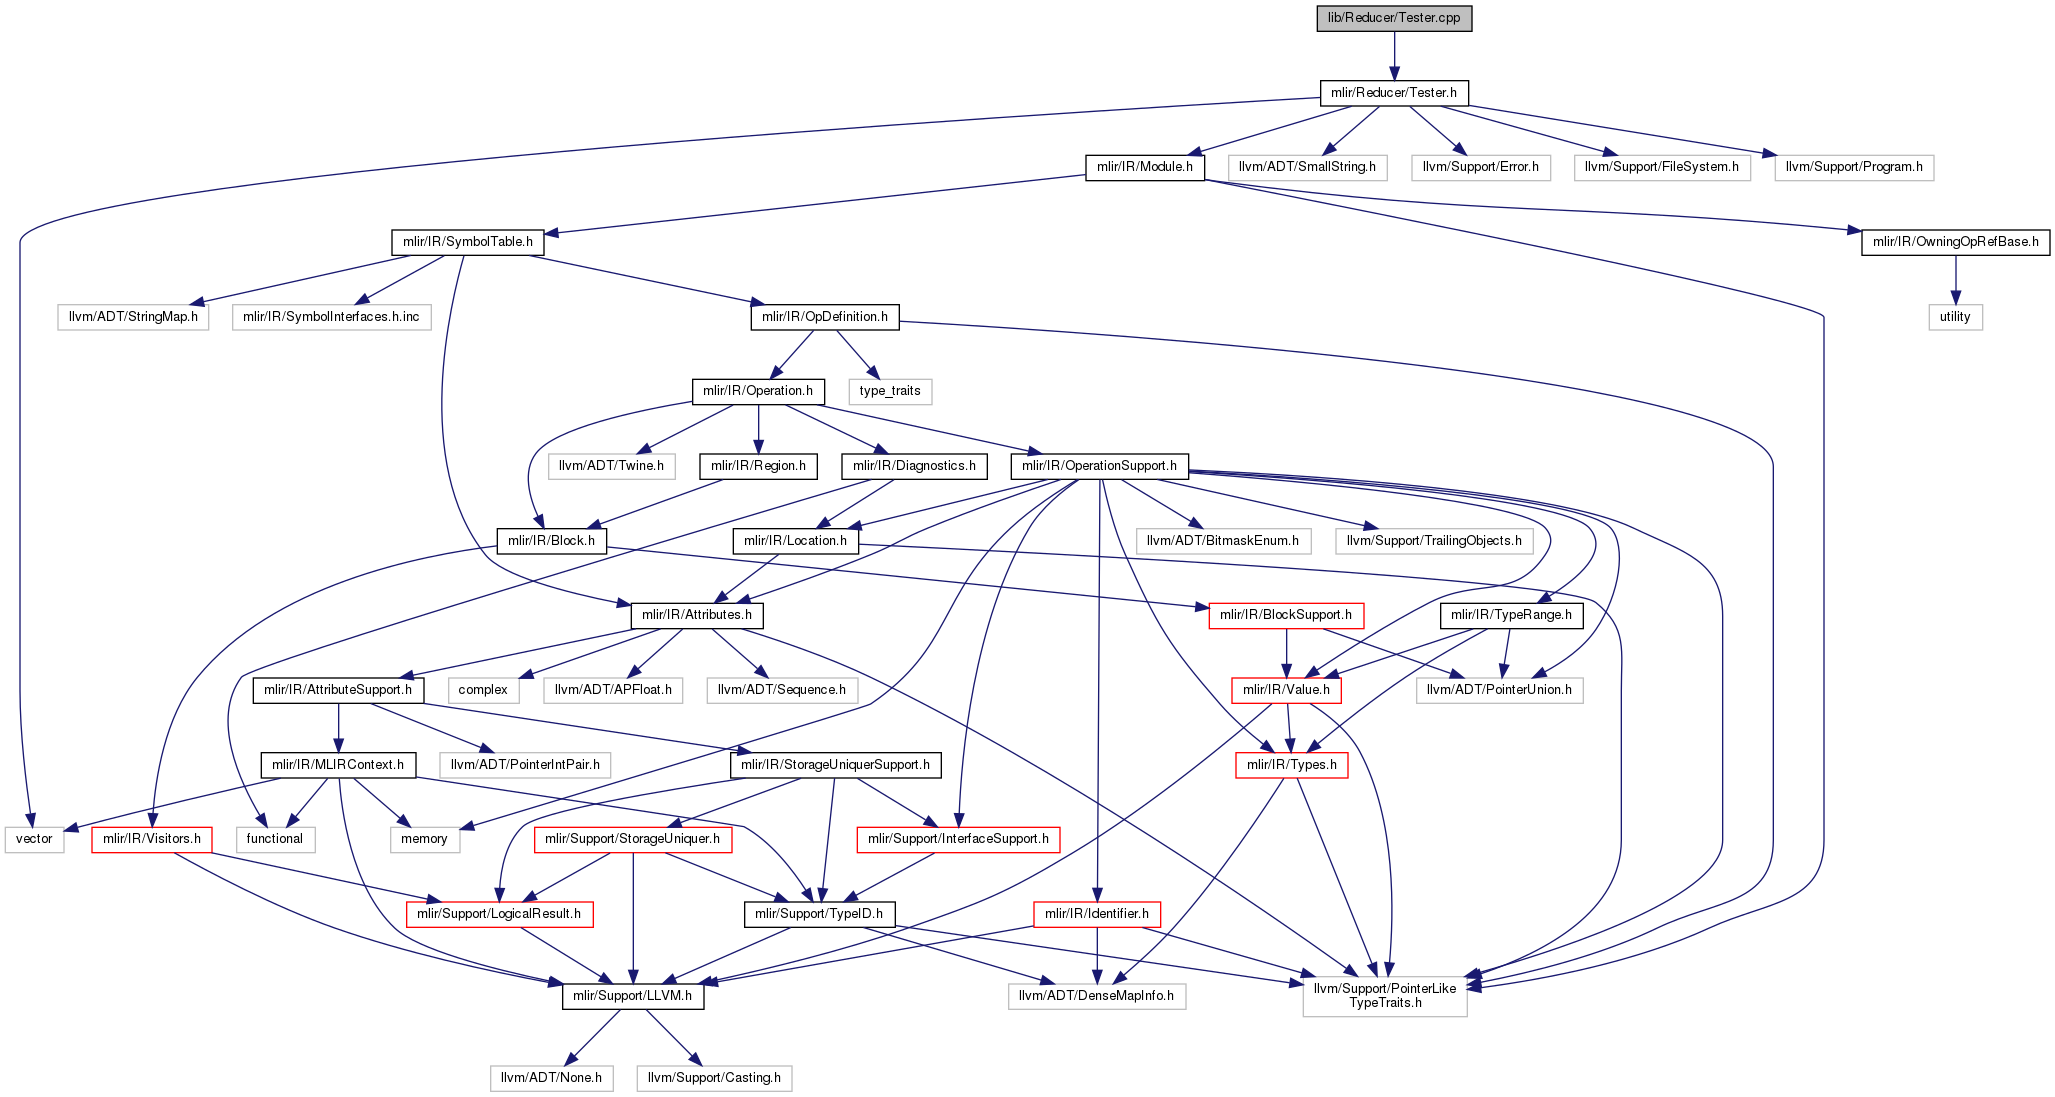 lib/Reducer/Tester.cpp
mlir/Reducer/Tester.h
mlir/IR/Module.h
llvm/ADT/SmallString.h
llvm/Support/Error.h
llvm/Support/FileSystem.h
llvm/Support/Program.h
mlir/IR/SymbolTable.h
mlir/IR/OwningOpRefBase.h
llvm/ADT/StringMap.h
mlir/IR/SymbolInterfaces.h.inc
mlir/IR/OpDefinition.h
utility
mlir/IR/Operation.h
type_traits
llvm/ADT/Twine.h
mlir/IR/Region.h
mlir/IR/Diagnostics.h
mlir/IR/OperationSupport.h
mlir/IR/Block.h
mlir/IR/Location.h
llvm/ADT/BitmaskEnum.h
llvm/Support/TrailingObjects.h
mlir/IR/Attributes.h
mlir/IR/BlockSupport.h
mlir/IR/TypeRange.h
mlir/IR/AttributeSupport.h
complex
llvm/ADT/APFloat.h
llvm/ADT/Sequence.h
mlir/IR/Value.h
llvm/ADT/PointerUnion.h
mlir/IR/MLIRContext.h
llvm/ADT/PointerIntPair.h
mlir/IR/StorageUniquerSupport.h
mlir/IR/Types.h
vector
mlir/IR/Visitors.h
functional
memory
mlir/Support/StorageUniquer.h
mlir/Support/InterfaceSupport.h
mlir/Support/LogicalResult.h
mlir/Support/TypeID.h
mlir/IR/Identifier.h
mlir/Support/LLVM.h
llvm/ADT/DenseMapInfo.h
llvm/Support/PointerLike
TypeTraits.h
llvm/ADT/None.h
llvm/Support/Casting.h